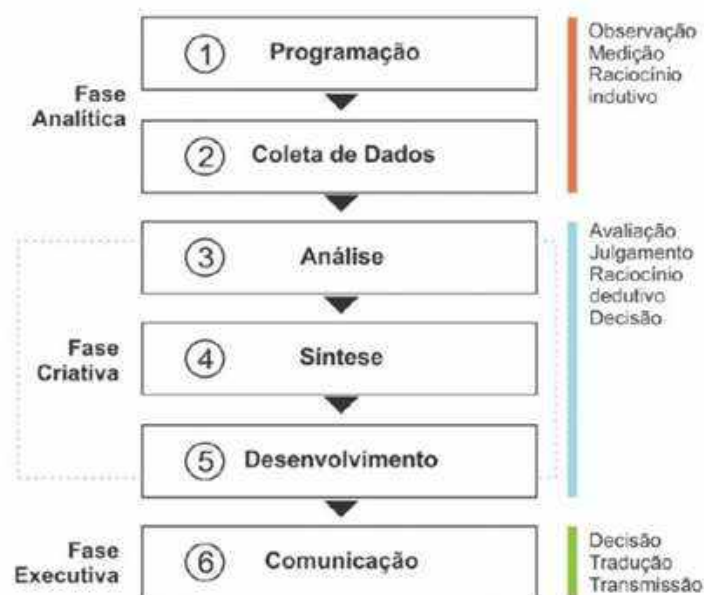 Fase
Analítica
① Programação
Observação
Medição
Raciocínio
indutivo
② Coleta de Dados
Fase
Criativa
③ Análise
Avaliação
Julgamento
Raciocínio
dedutivo
Decisão
④ Síntese
⑤ Desenvolvimento
Fase
Executiva
⑥ Comunicação
Decisão
Tradução
Transmissão